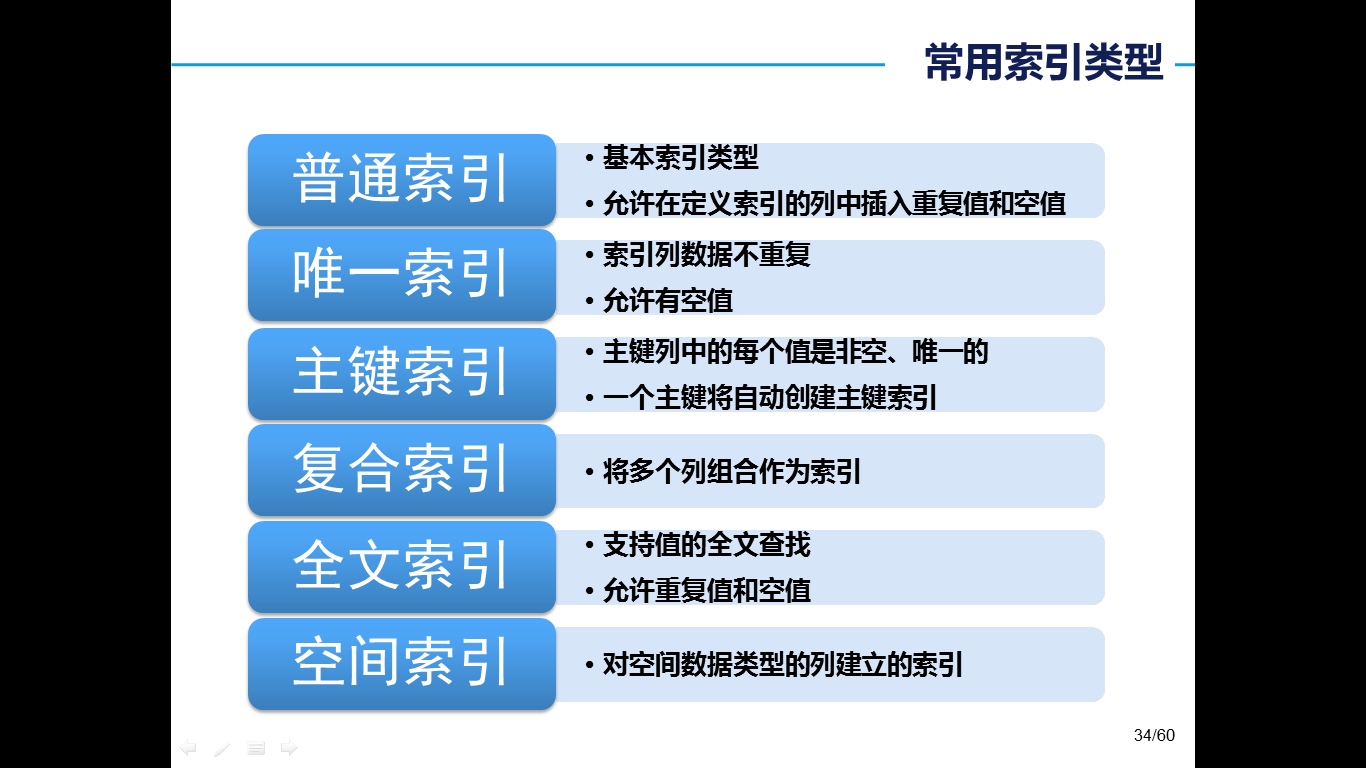 常用索引类型
普通索引
• 基本索引类型
• 允许在定义索引的列中插入重复值和空值
唯一索引
• 索引列数据不重复
• 允许有空值
主键索引
• 主键列中的每个值是非空、唯一的
• 一个主键将自动创建主键索引
复合索引
• 将多个列组合作为索引
全文索引
• 支持值的全文查找
• 允许重复值和空值
空间索引
• 对空间数据类型的列建立的索引
34/60